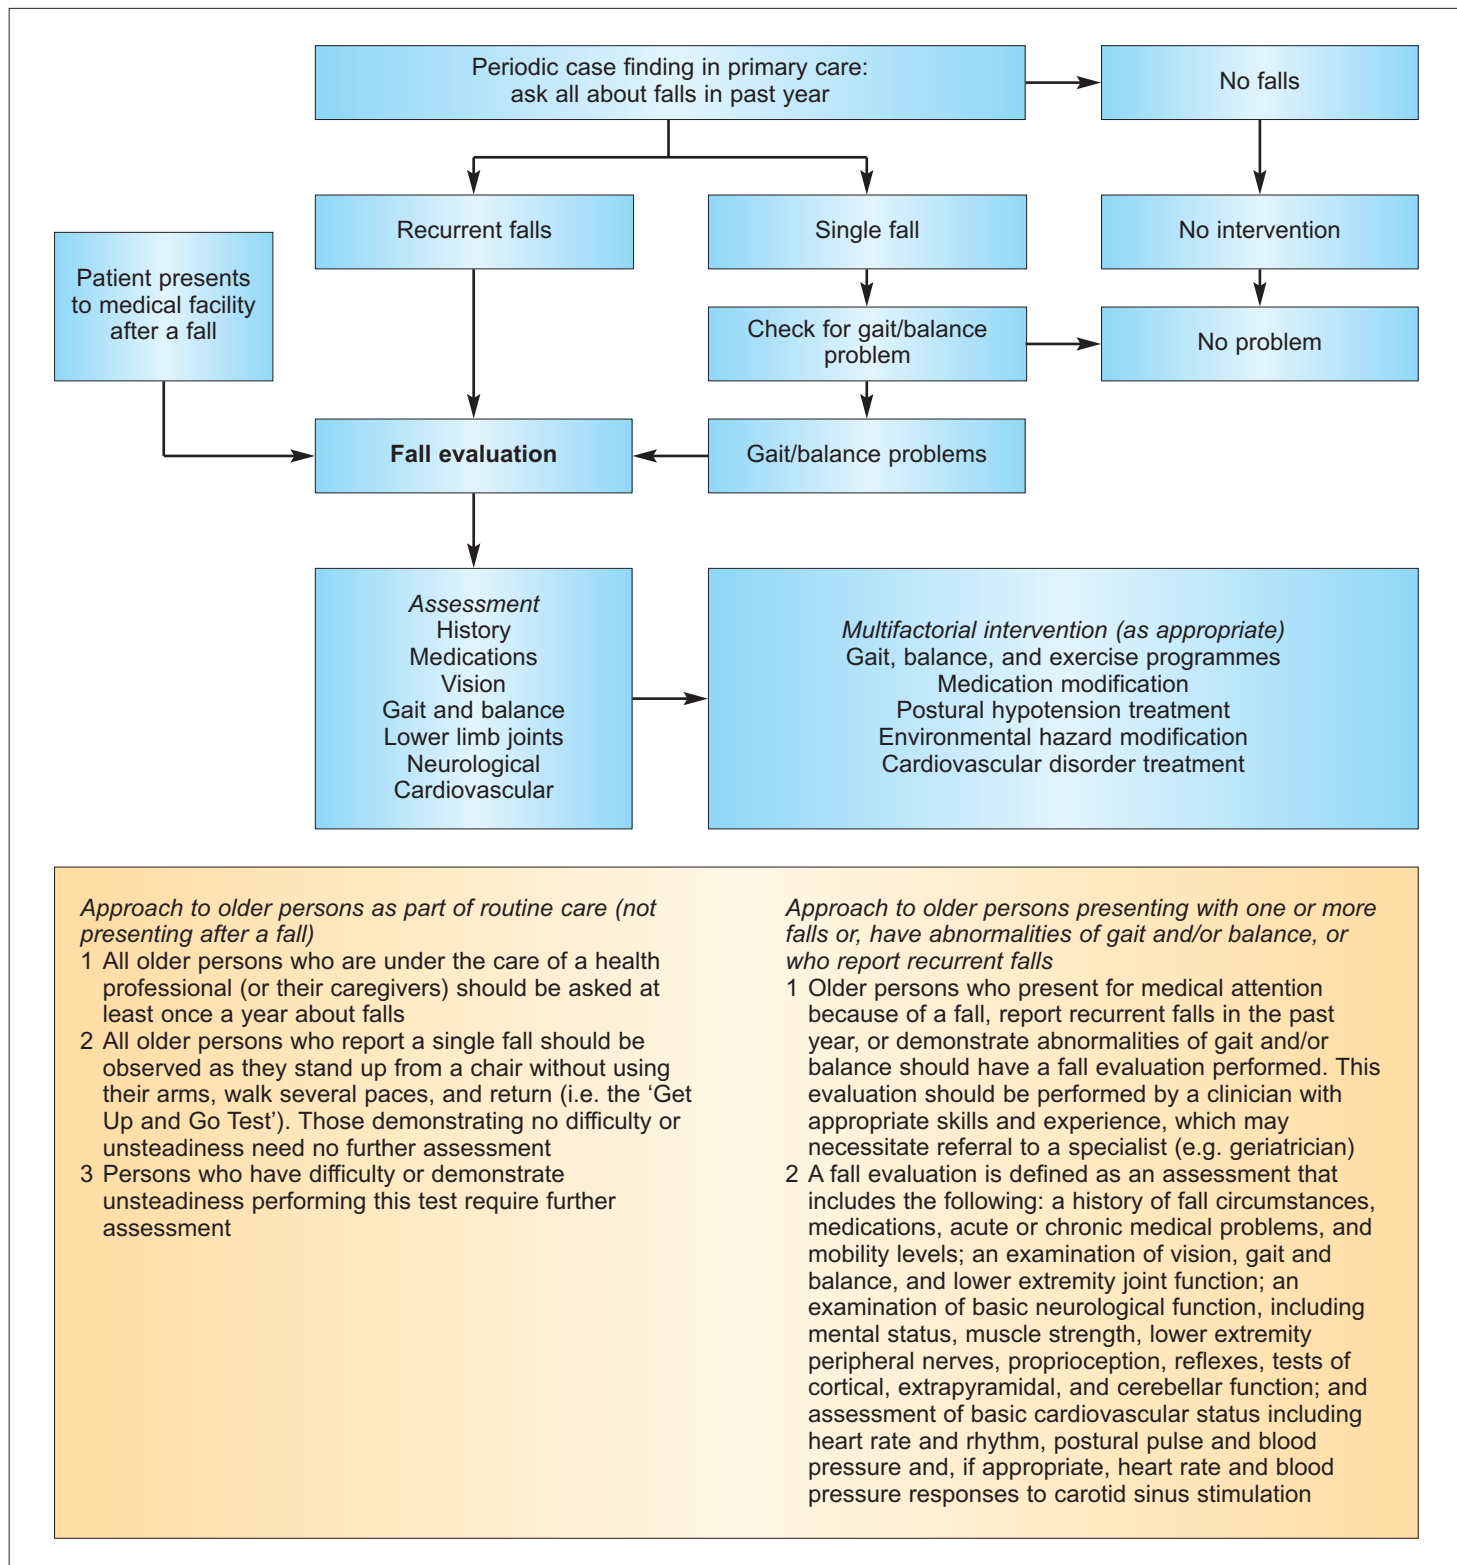 Periodic case finding in primary care:
ask all about falls in past year
No falls
Recurrent falls
Single fall
No intervention
Patient presents
to medical facility
after a fall
Check for gait/balance
problem
No problem
Fall evaluation
Gait/balance problems
Assessment
History
Medications
Vision
Gait and balance
Lower limb joints
Neurological
Cardiovascular
Multifactorial intervention (as appropriate)
Gait, balance, and exercise programmes
Medication modification
Postural hypotension treatment
Environmental hazard modification
Cardiovascular disorder treatment
Approach to older persons as part of routine care (not
presenting after a fall)
1 All older persons who are under the care of a health
professional (or their caregivers) should be asked at
least once a year about falls
2 All older persons who report a single fall should be
observed as they stand up from a chair without using
their arms, walk several paces, and return (i.e. the ‘Get
Up and Go Test’). Those demonstrating no difficulty or
unsteadiness need no further assessment
3 Persons who have difficulty or demonstrate
unsteadiness performing this test require further
assessment
Approach to older persons presenting with one or more
falls or, have abnormalities of gait and/or balance, or
who report recurrent falls
1 Older persons who present for medical attention
because of a fall, report recurrent falls in the past
year, or demonstrate abnormalities of gait and/or
balance should have a fall evaluation performed. This
evaluation should be performed by a clinician with
appropriate skills and experience, which may
necessitate referral to a specialist (e.g. geriatrician)
2 A fall evaluation is defined as an assessment that
includes the following: a history of fall circumstances,
medications, acute or chronic medical problems, and
mobility levels; an examination of vision, gait and
balance, and lower extremity joint function; an
examination of basic neurological function, including
mental status, muscle strength, lower extremity
peripheral nerves, proprioception, reflexes, tests of
cortical, extrapyramidal, and cerebellar function; and
assessment of basic cardiovascular status including
heart rate and rhythm, postural pulse and blood
pressure and, if appropriate, heart rate and blood
pressure responses to carotid sinus stimulation